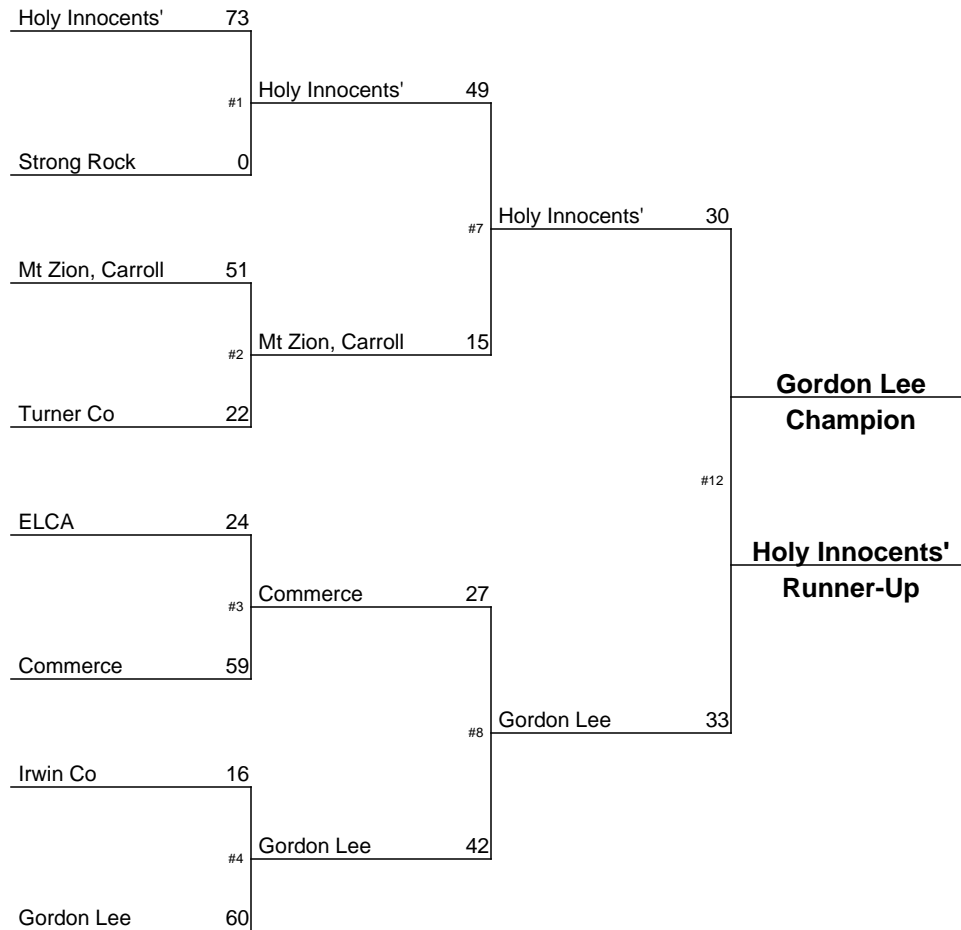 Holy Innocents' 73
#1 Holy Innocents' 49
Strong Rock 0
#7 Holy Innocents' 30
Mt Zion, Carroll 51
#2 Mt Zion, Carroll 15
Turner Co 22
Gordon Lee
Champion
#12
ELCA 24
Holy Innocents'
Runner-Up
#3 Commerce 27
Commerce 59
#8 Gordon Lee 33
Irwin Co 16
#4 Gordon Lee 42
Gordon Lee 60